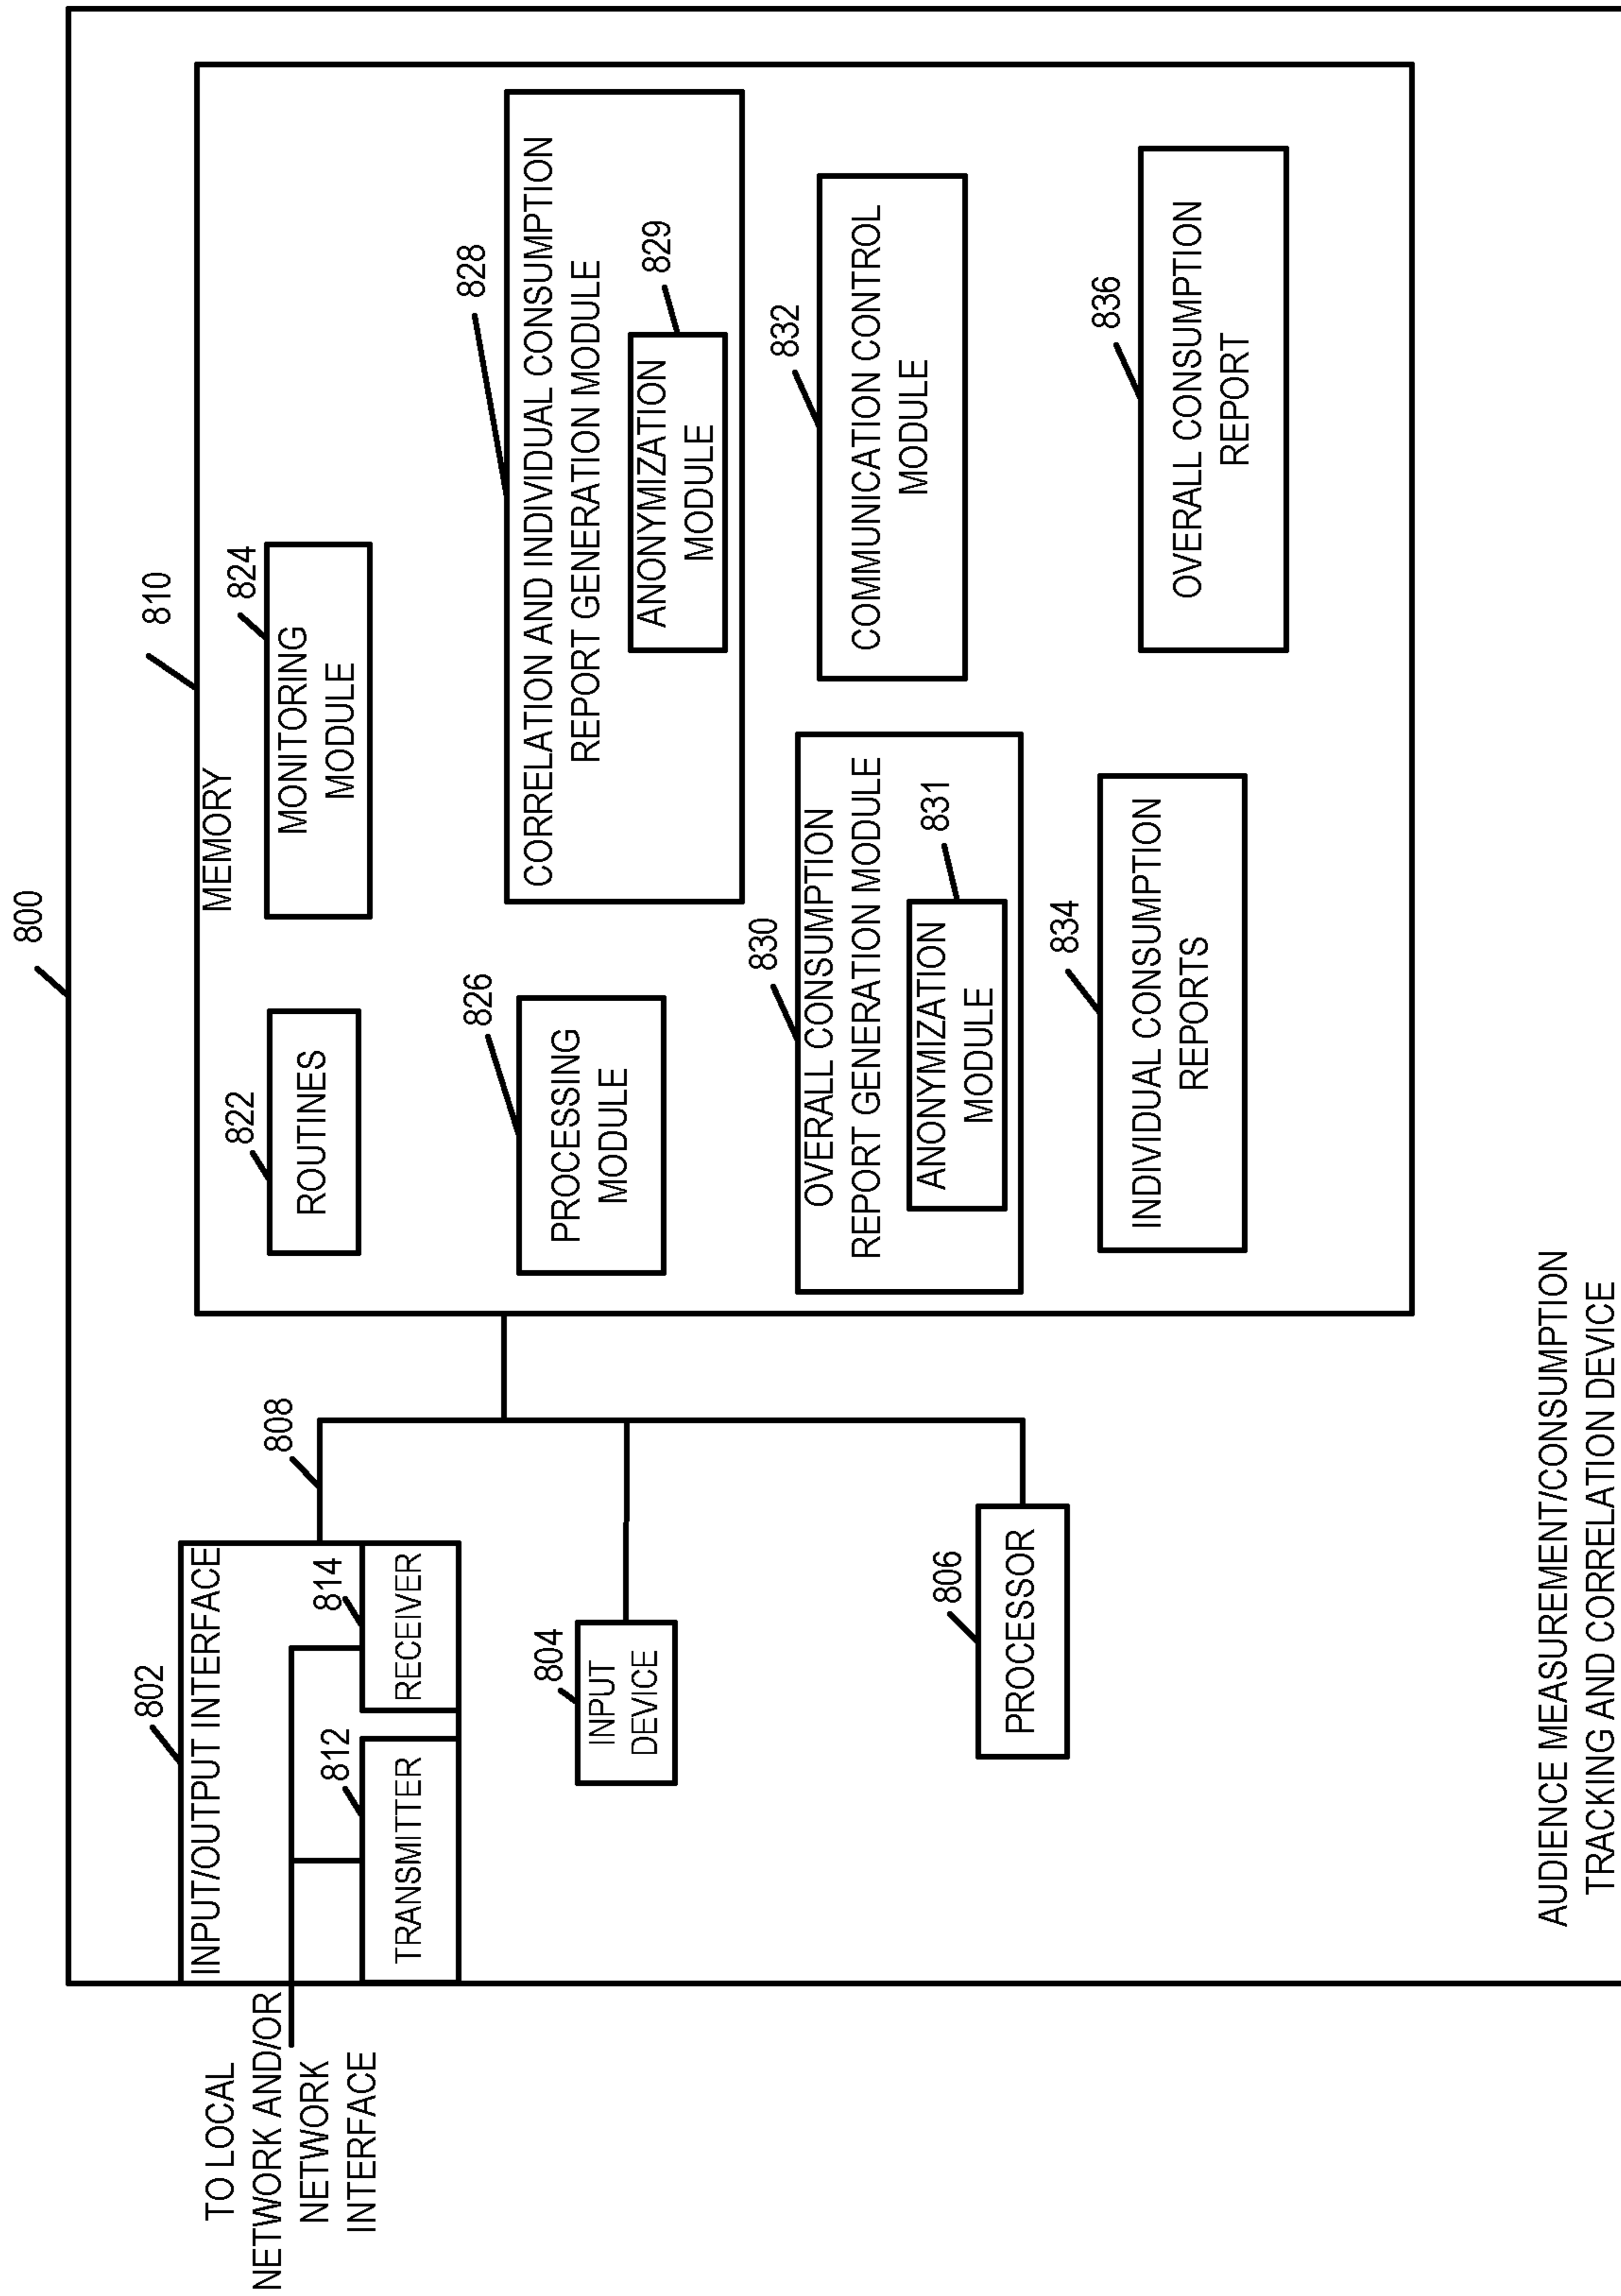 800
TO LOCAL
NETWORK AND/OR
NETWORK
INTERFACE
802
INPUT/OUTPUT INTERFACE
812
TRANSMITTER
814
RECEIVER
808
804
INPUT
DEVICE
806
PROCESSOR
810
MEMORY
822
ROUTINES
824
MONITORING
MODULE
826
PROCESSING
MODULE
828
CORRELATION AND INDIVIDUAL CONSUMPTION
REPORT GENERATION MODULE
829
ANONYMIZATION
MODULE
830
OVERALL CONSUMPTION
REPORT GENERATION MODULE
831
ANONYMIZATION
MODULE
832
COMMUNICATION CONTROL
MODULE
834
INDIVIDUAL CONSUMPTION
REPORTS
836
OVERALL CONSUMPTION
REPORT
AUDIENCE MEASUREMENT/CONSUMPTION
TRACKING AND CORRELATION DEVICE